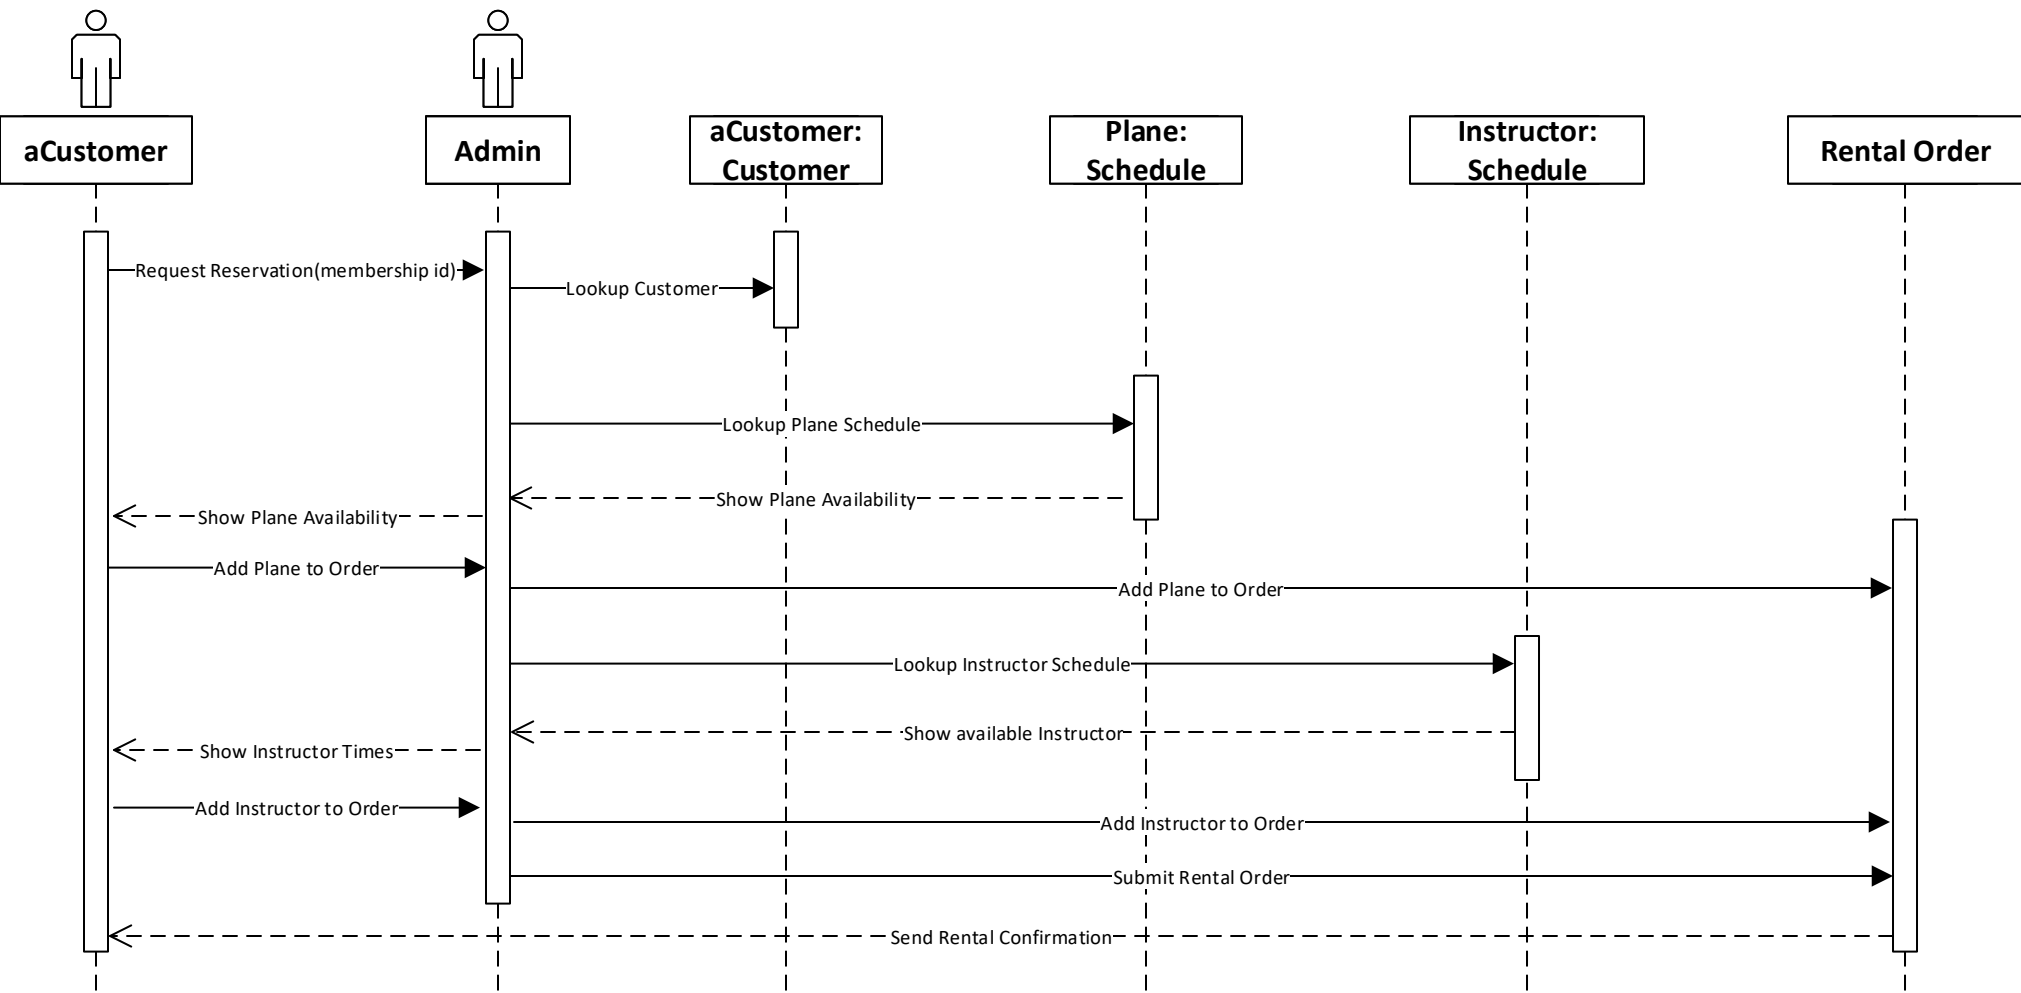 aCustomer
Admin
aCustomer:
Customer
Plane:
Schedule
Instructor:
Schedule
Rental Order
Request Reservation(membership id)
Lookup Customer
Lookup Plane Schedule
Show Plane Availability
Show Plane Availability
Add Plane to Order
Add Plane to Order
Lookup Instructor Schedule
Show available Instructor
Show Instructor Times
Add Instructor to Order
Add Instructor to Order
Submit Rental Order
Send Rental Confirmation